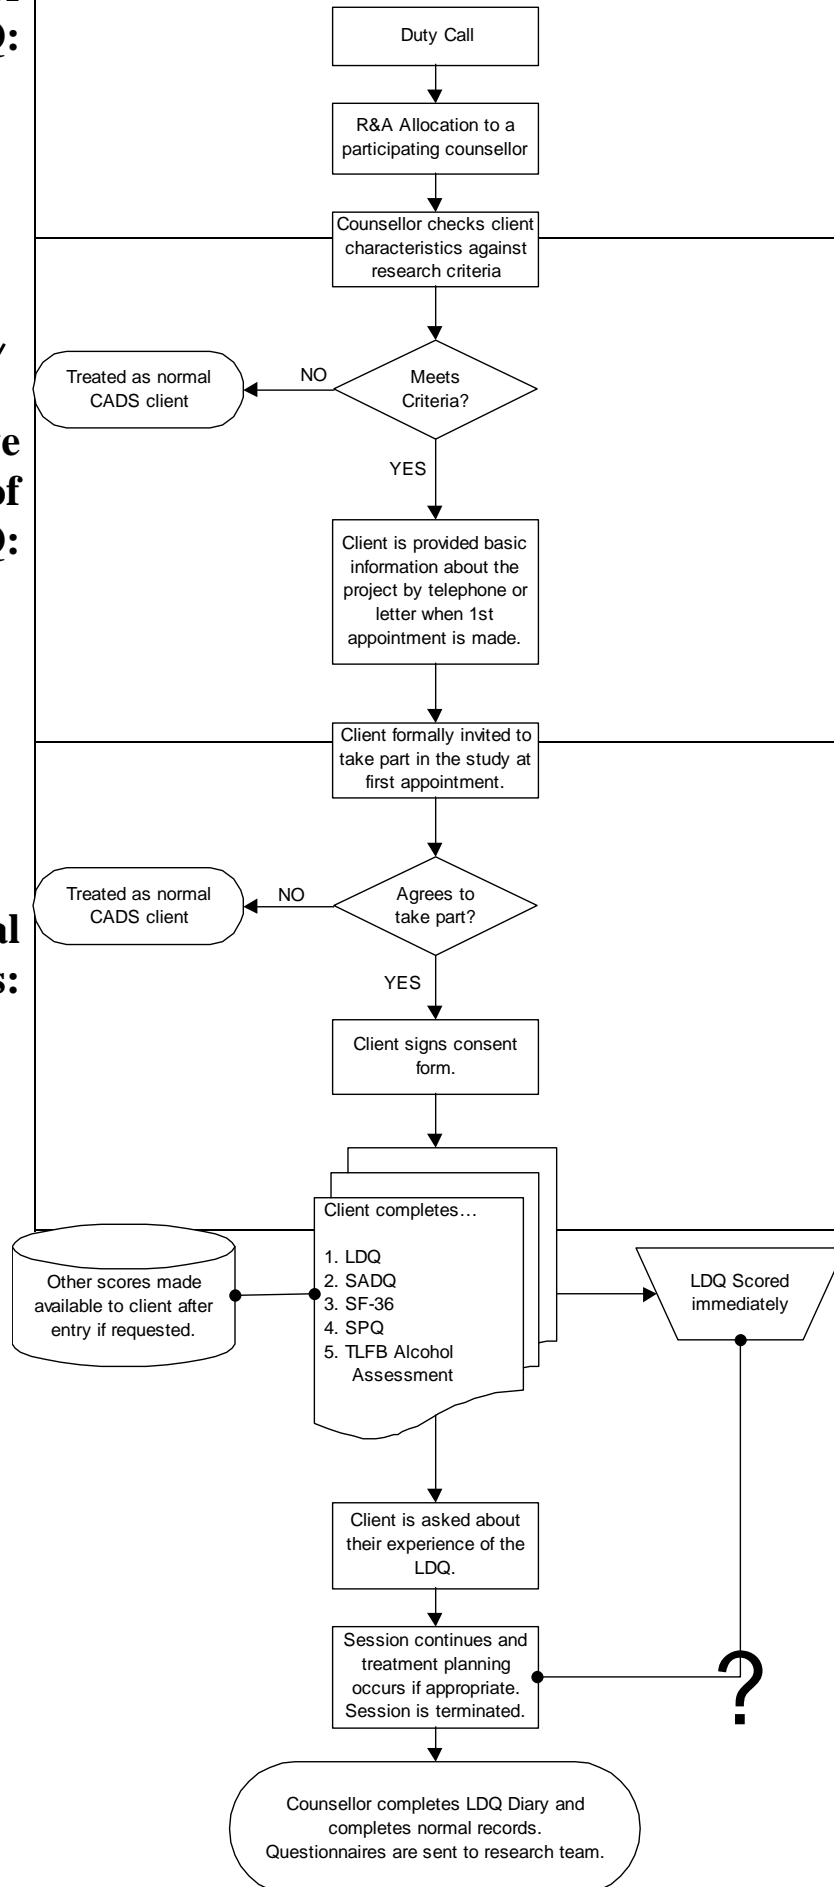 Q:
Duty Call
R&A Allocation to a
participating counsellor
Counsellor checks client
characteristics against
research criteria
Treated as normal
CADS client
NO
Meets
Criteria?
YES
of
Q:
Client is provided basic
information about the
project by telephone or
letter when 1st
appointment is made.
Client formally invited to
take part in the study at
first appointment.
Treated as normal
CADS client
NO
Agrees to
take part?
YES
Client signs consent
form.
Client completes…
1. LDQ
2. SADQ
3. SF-36
4. SPQ
5. TLFB Alcohol
Assessment
Other scores made
available to client after
entry if requested.
LDQ Scored
immediately
Client is asked about
their experience of the
LDQ.
Session continues and
treatment planning
occurs if appropriate.
Session is terminated.
?
Counsellor completes LDQ Diary and
completes normal records.
Questionnaires are sent to research team.